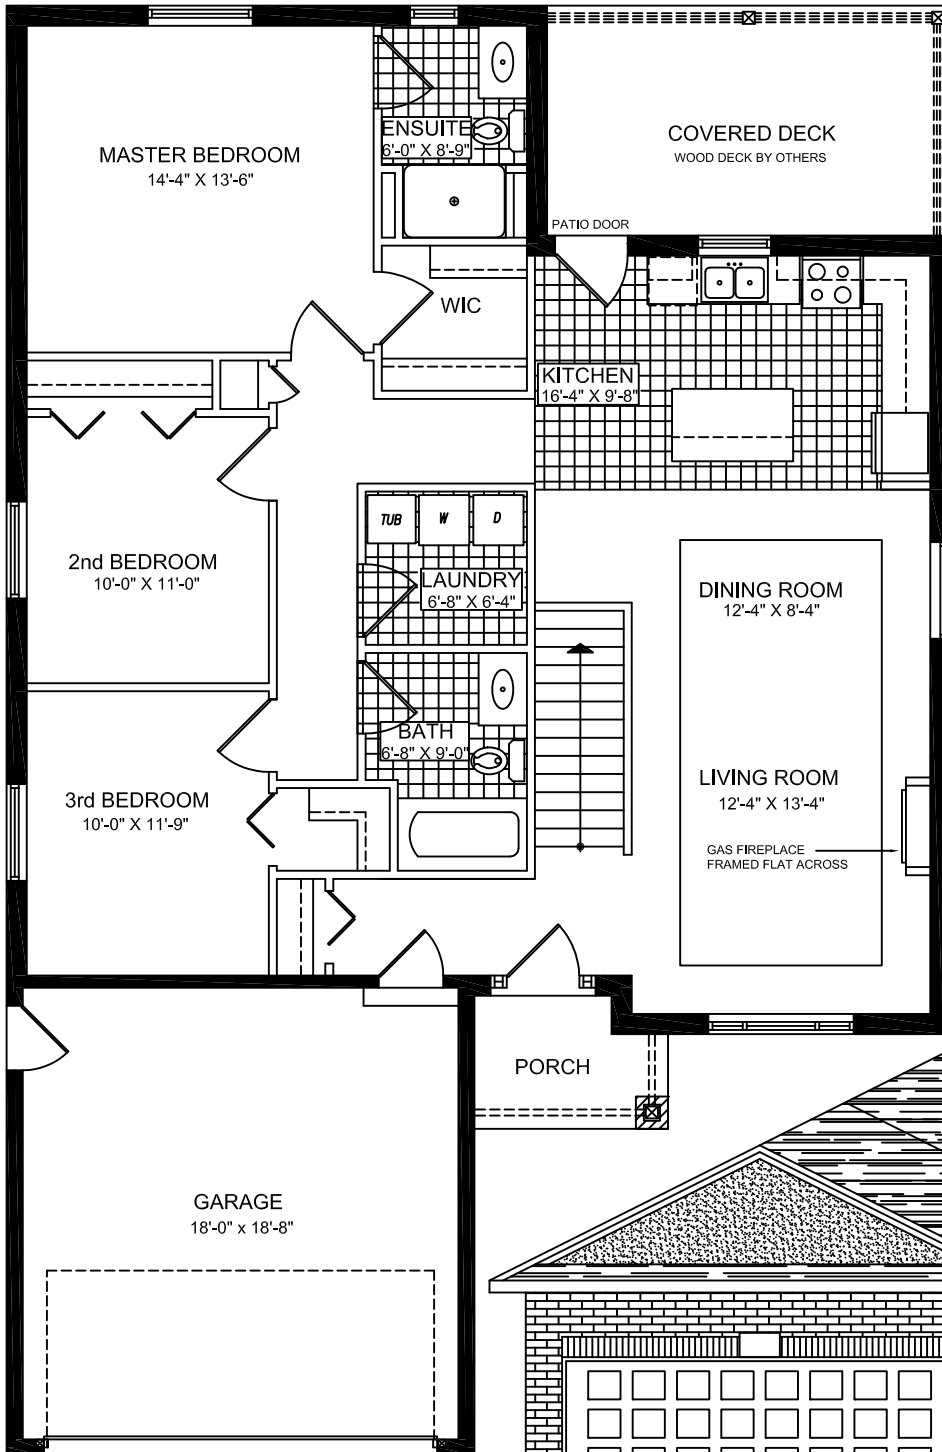 MASTER BEDROOM
14'-4" X 13'-6"
ENSUITE
6'-0" X 8'-9"
COVERED DECK
WOOD DECK BY OTHERS
PATIO DOOR
WIC
KITCHEN
16'-4" X 9'-8"
TUB
W
D
LAUNDRY
6'-8" X 6'-4"
2nd BEDROOM
10'-0" X 11'-0"
DINING ROOM
12'-4" X 8'-4"
BATH
6'-8" X 9'-0"
3rd BEDROOM
10'-0" X 11'-9"
LIVING ROOM
12'-4" X 13'-4"
GAS FIREPLACE
FRAMED FLAT ACROSS
PORCH
GARAGE
18'-0" x 18'-8"